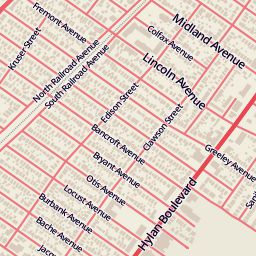 Fremont Avenue
Midland Avenue
Colfax Avenue
Kruser Street
North Railroad Avenue
South Railroad Avenue
Lincoln Avenue
Edison Street
Clawson Street
Bancroft Avenue
Greeley Avenue
Bryant Avenue
Otis Avenue
Locust Avenue
Burbank Avenue
Hylan Boulevard
Bache Avenue